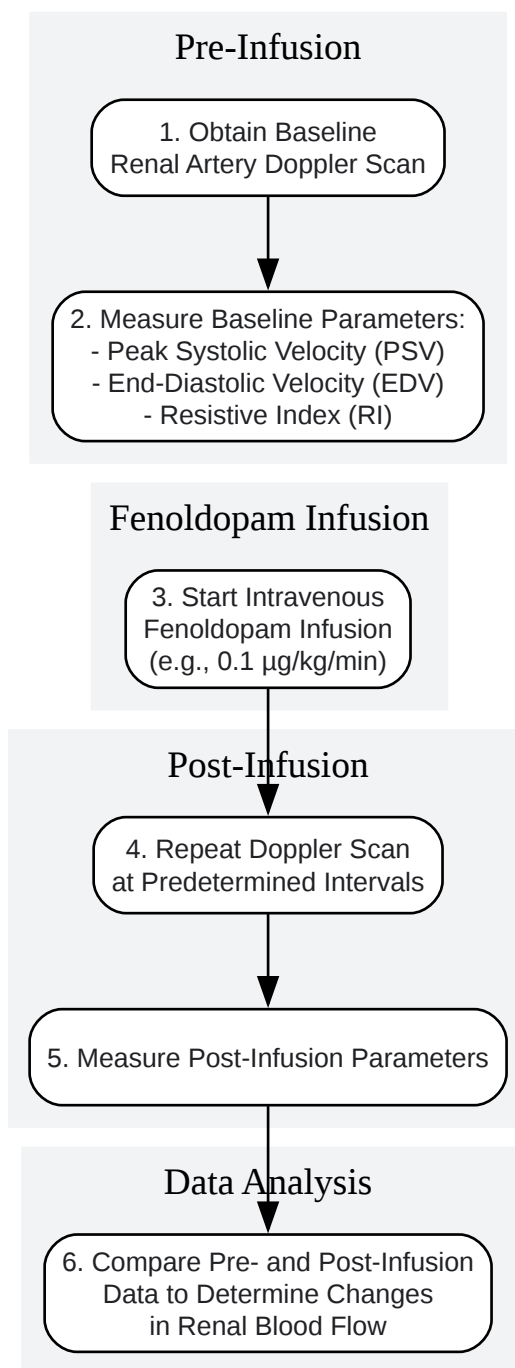 Pre-Infusion
1. Obtain Baseline
Renal Artery Doppler Scan
2. Measure Baseline Parameters:
- Peak Systolic Velocity (PSV)
- End-Diastolic Velocity (EDV)
- Resistive Index (RI)
Fenoldopam Infusion
3. Start Intravenous
Fenoldopam Infusion
(e.g., 0.1 µg/kg/min)
Post-Infusion
4. Repeat Doppler Scan
at Predetermined Intervals
5. Measure Post-Infusion Parameters
Data Analysis
6. Compare Pre- and Post-Infusion
Data to Determine Changes
in Renal Blood Flow